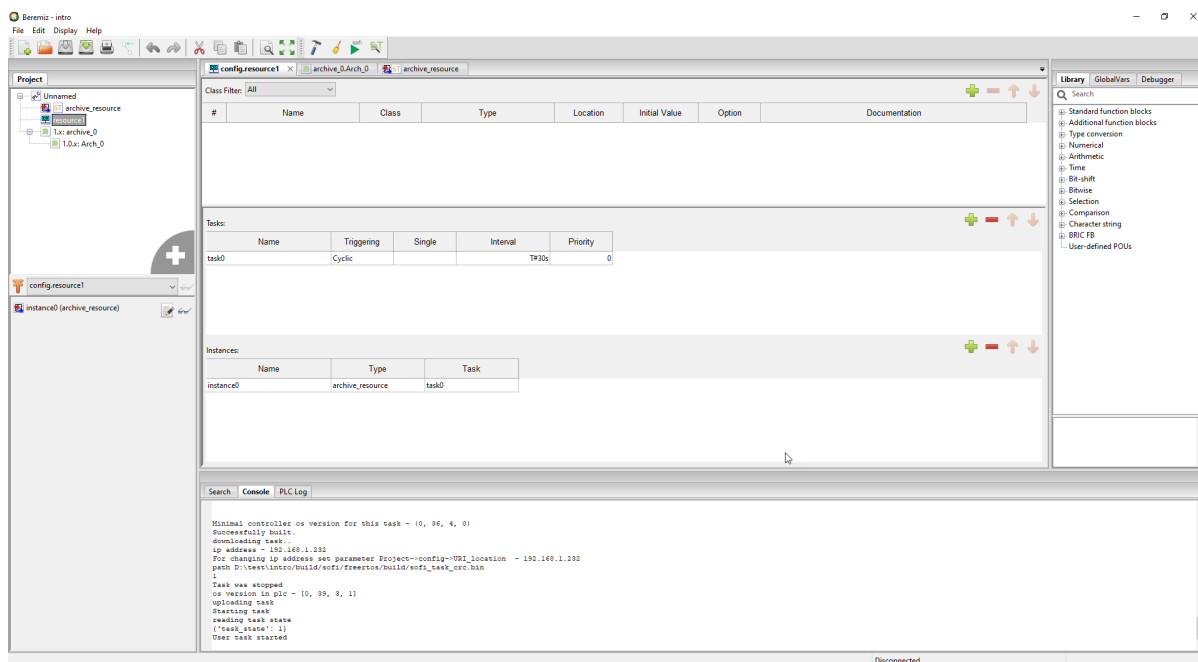 Beremiz - intro
File Edit Display Help
Project
Unnamed
ST archive_resource
resource1
1.x: archive_0
1.0.x: Arch_0
config.resource1
instance0 (archive_resource)
config.resource1 archive_0.Arch_0 ST archive_resource
Class Filter: All
# Name Class Type Location Initial Value Option Documentation
Tasks:
Name Triggering Single Interval Priority
task0 Cyclic T#30s 0
Instances:
Name Type Task
instance0 archive_resource task0
Search Console PLC Log
Minimal controller os version for this task - (0, 36, 4, 0)
Successfully built.
downloading task..
ip address - 192.168.1.232
For changing ip address set parameter Project->config->URI_location - 192.168.1.232
path D:\test\intro/build/sofi/freertos/build/sofi_task_crc.bin
1
Task was stopped
os version in plc - [0, 39, 3, 1]
uploading task
Starting task
reading task state
{'task_state': 1}
User task started
Library GlobalVars Debugger
Search
Standard function blocks
Additional function blocks
Type conversion
Numerical
Arithmetic
Time
Bit-shift
Bitwise
Selection
Comparison
Character string
BRIC FB
User-defined POUs
Disconnected